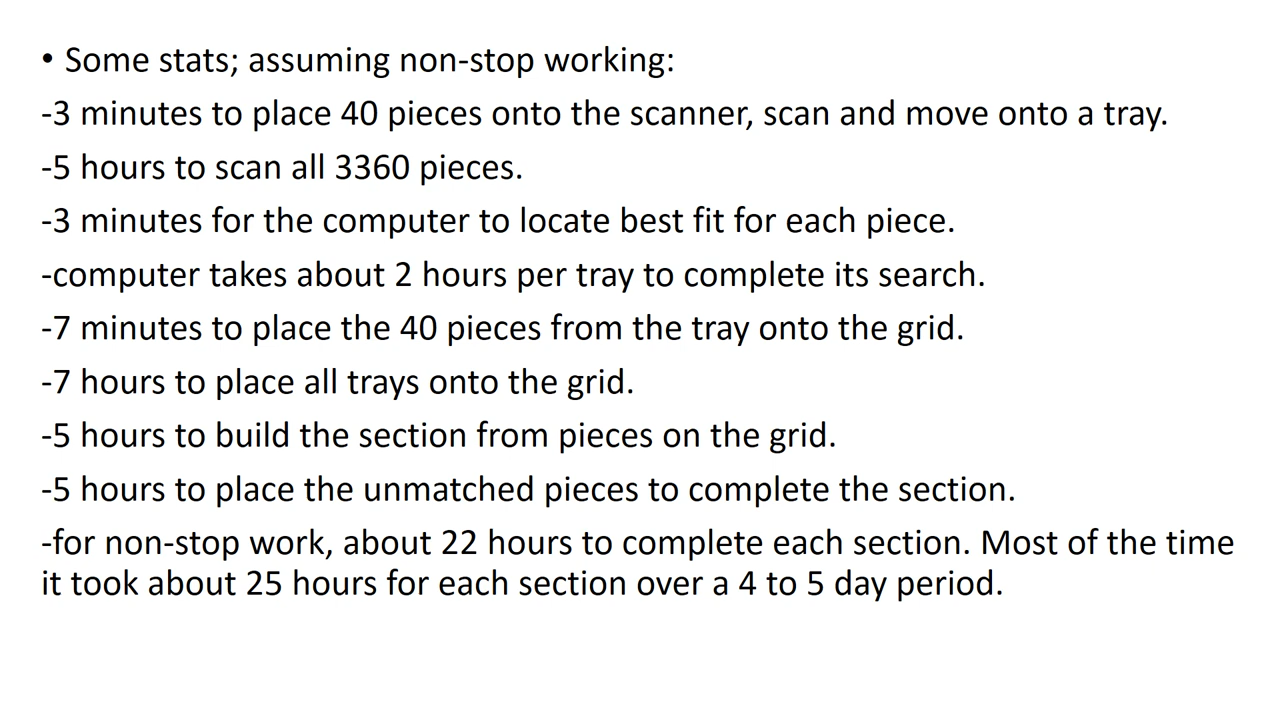 • Some stats; assuming non-stop working:
-3 minutes to place 40 pieces onto the scanner, scan and move onto a tray.
-5 hours to scan all 3360 pieces.
-3 minutes for the computer to locate best fit for each piece.
-computer takes about 2 hours per tray to complete its search.
-7 minutes to place the 40 pieces from the tray onto the grid.
-7 hours to place all trays onto the grid.
-5 hours to build the section from pieces on the grid.
-5 hours to place the unmatched pieces to complete the section.
-for non-stop work, about 22 hours to complete each section. Most of the time
it took about 25 hours for each section over a 4 to 5 day period.